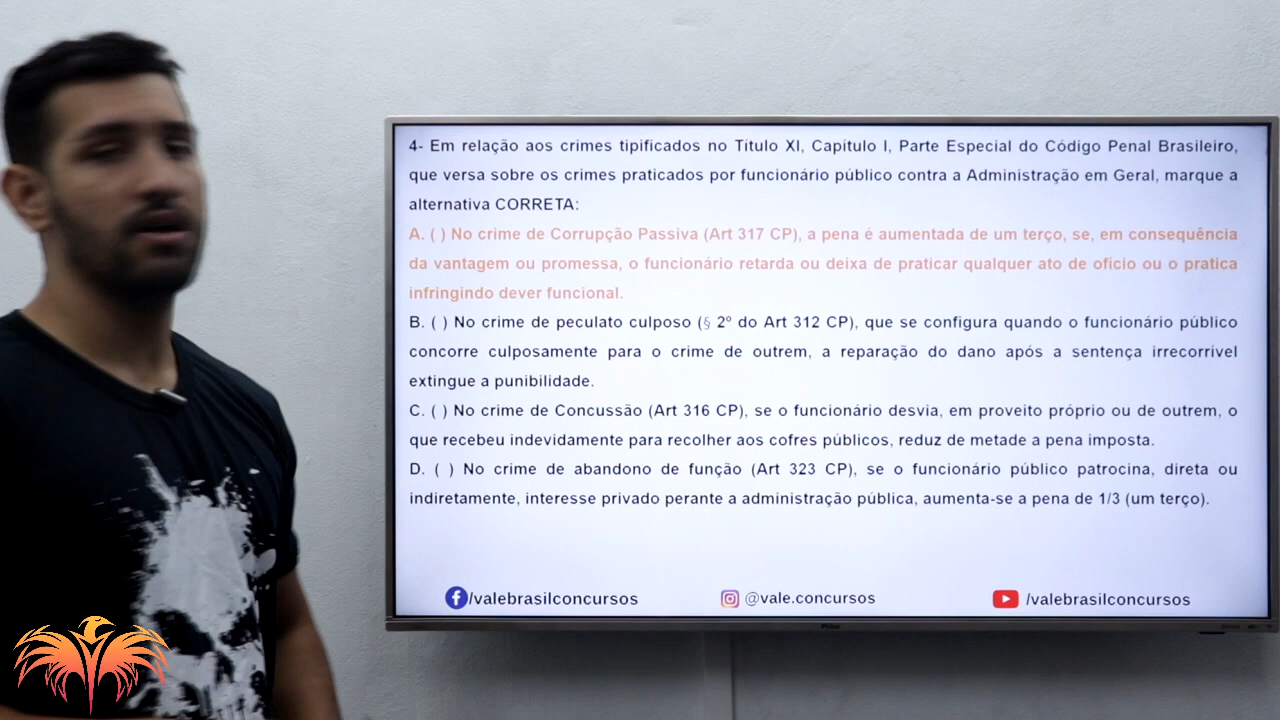 4- Em relação aos crimes tipificados no Título XI, Capitulo I, Parte Especial do Código Penal Brasileiro,
que versa sobre os crimes praticados por funcionário público contra a Administração em Geral, marque a
alternativa CORRETA:
A. ( ) No crime de Corrupção Passiva (Art 317 CP), a pena é aumentada de um terço, se, em consequência
da vantagem ou promessa, o funcionário retarda ou deixa de praticar qualquer ato de ofício ou o pratica
infringindo dever funcional.
B. ( ) No crime de peculato culposo (§ 2º do Art 312 CP), que se configura quando o funcionário público
concorre culposamente para o crime de outrem, a reparação do dano após a sentença irrecorrível
extingue a punibilidade.
C. ( ) No crime de Concussão (Art 316 CP), se o funcionário desvia, em proveito próprio ou de outrem, o
que recebeu indevidamente para recolher aos cofres públicos, reduz de metade a pena imposta.
D. ( ) No crime de abandono de função (Art 323 CP), se o funcionário público patrocina, direta ou
indiretamente, interesse privado perante a administração pública, aumenta-se a pena de 1/3 (um terço).
/valebrasilconcursos @vale.concursos /valebrasilconcursos
Philco